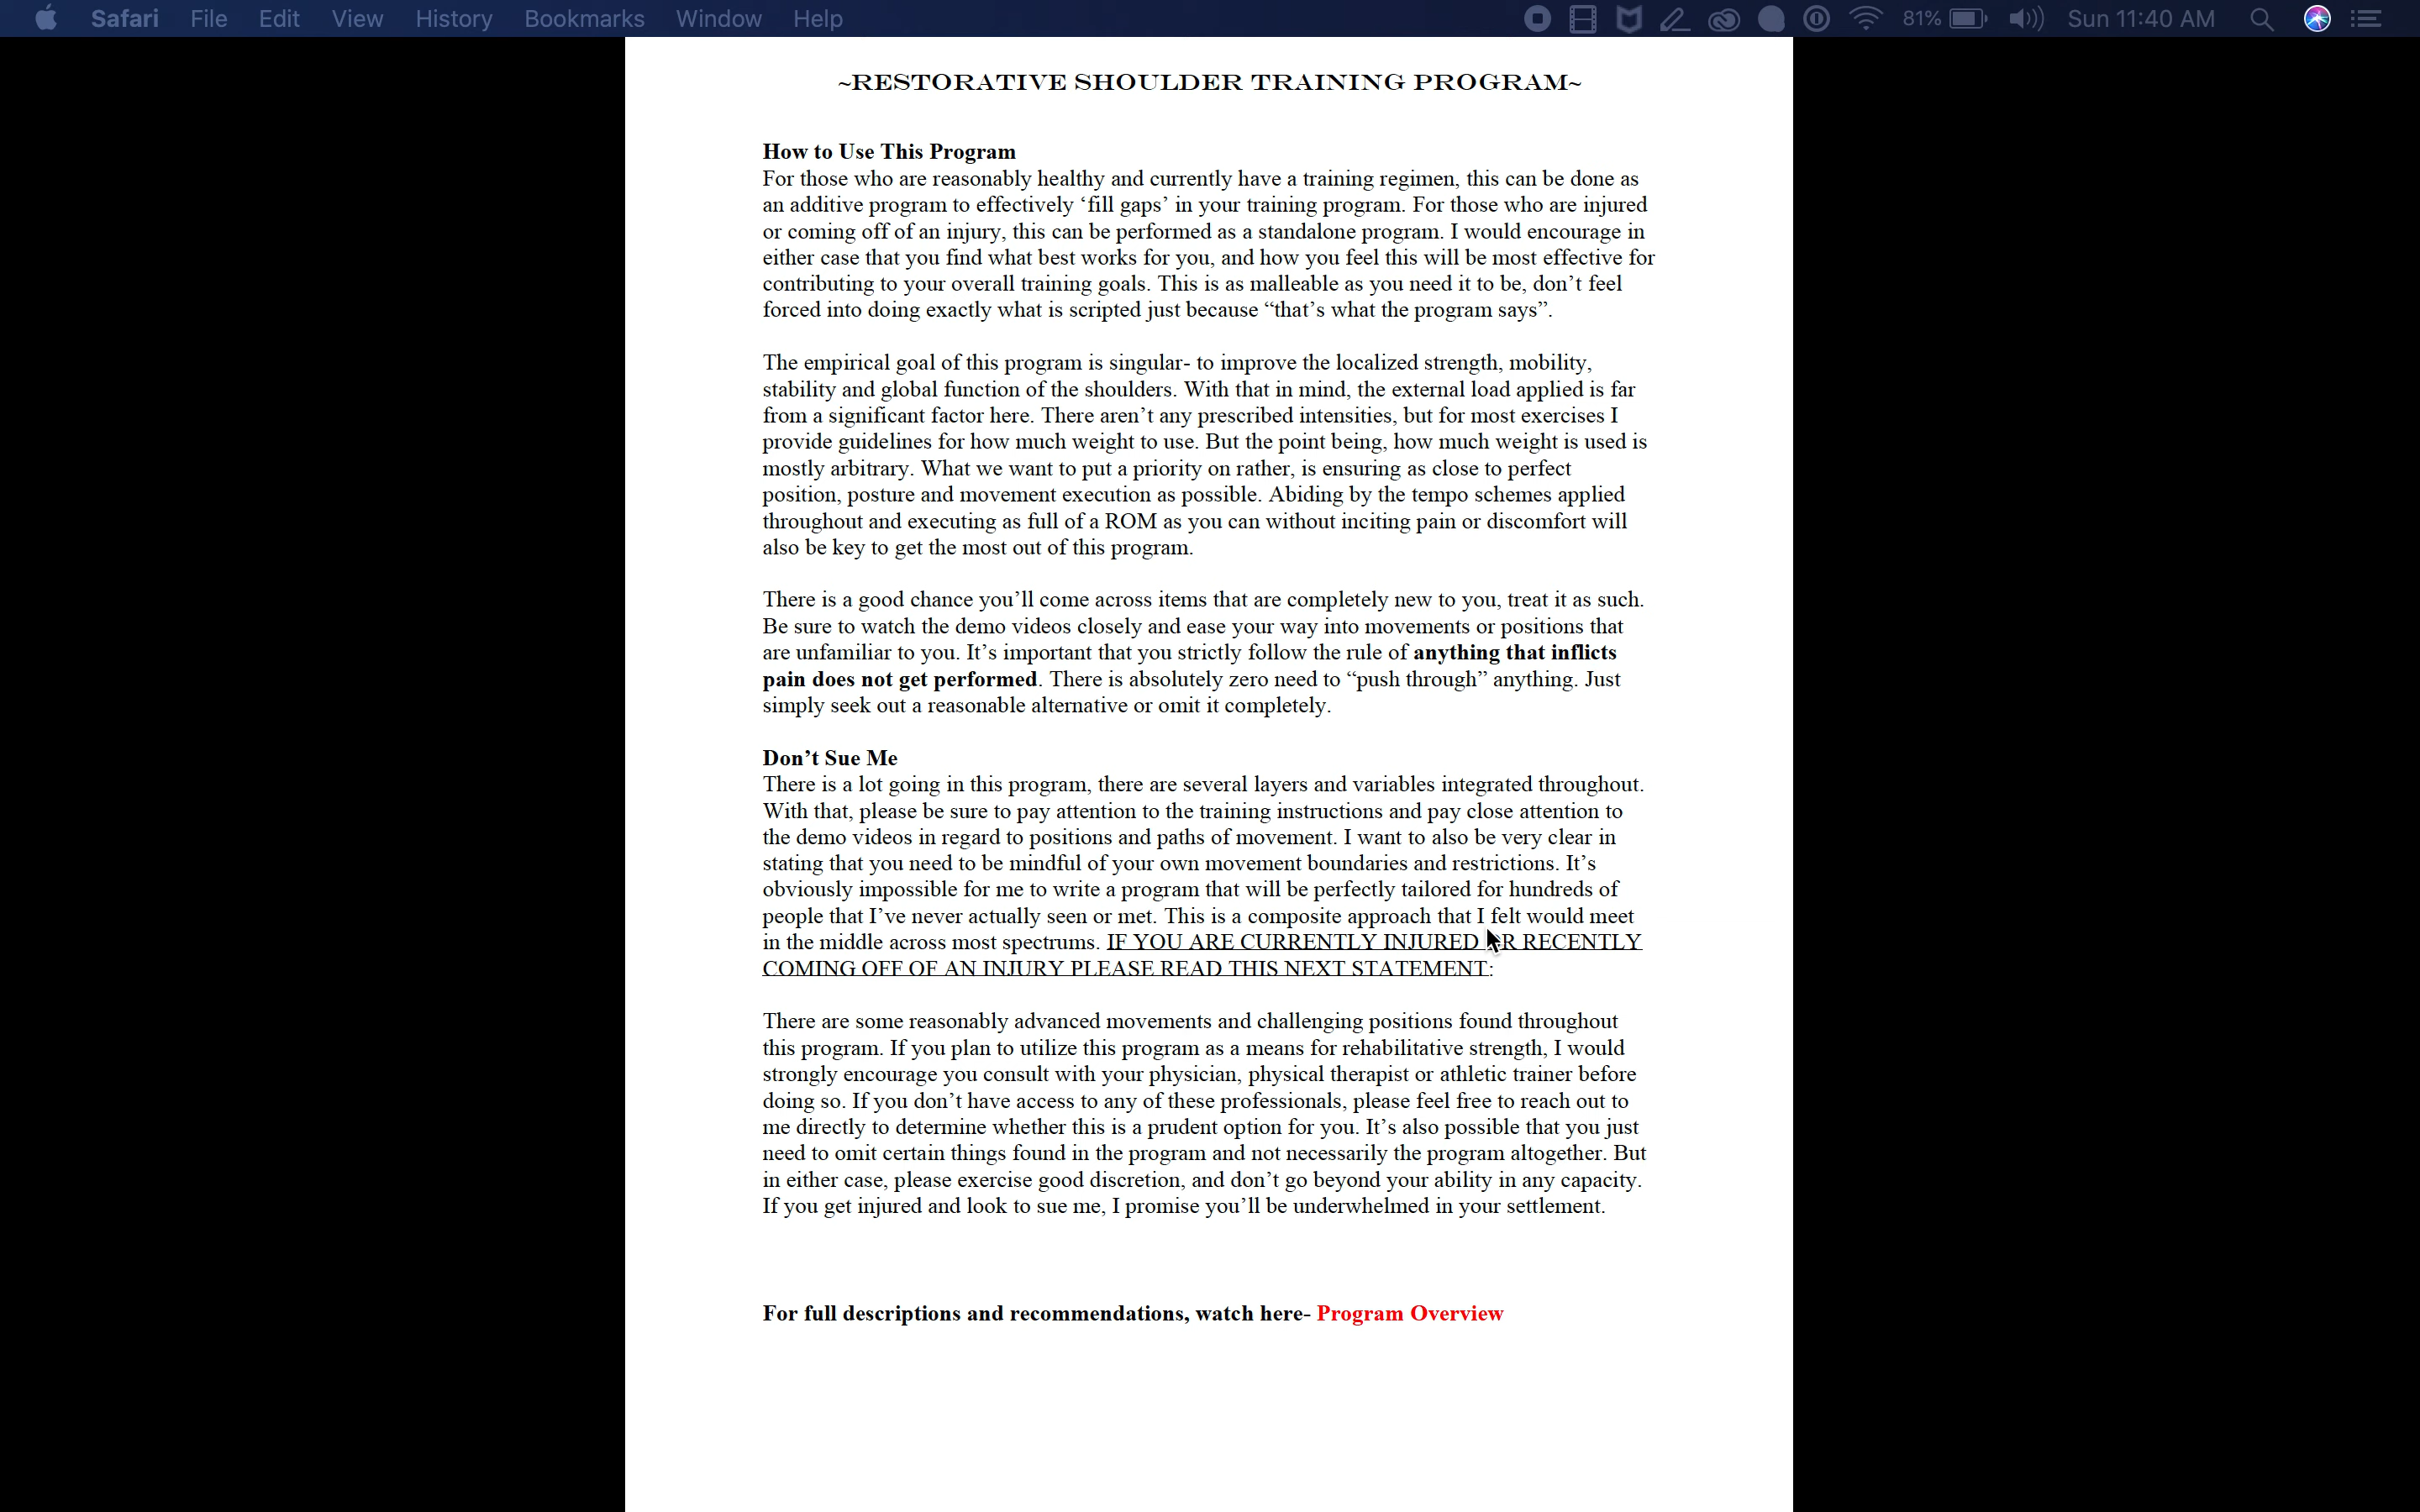 Safari File Edit View History Bookmarks Window Help 81% Sun 11:40 AM
~RESTORATIVE SHOULDER TRAINING PROGRAM~
How to Use This Program
For those who are reasonably healthy and currently have a training regimen, this can be done as
an additive program to effectively ‘fill gaps’ in your training program. For those who are injured
or coming off of an injury, this can be performed as a standalone program. I would encourage in
either case that you find what best works for you, and how you feel this will be most effective for
contributing to your overall training goals. This is as malleable as you need it to be, don’t feel
forced into doing exactly what is scripted just because “that’s what the program says”.
The empirical goal of this program is singular- to improve the localized strength, mobility,
stability and global function of the shoulders. With that in mind, the external load applied is far
from a significant factor here. There aren’t any prescribed intensities, but for most exercises I
provide guidelines for how much weight to use. But the point being, how much weight is used is
mostly arbitrary. What we want to put a priority on rather, is ensuring as close to perfect
position, posture and movement execution as possible. Abiding by the tempo schemes applied
throughout and executing as full of a ROM as you can without inciting pain or discomfort will
also be key to get the most out of this program.
There is a good chance you’ll come across items that are completely new to you, treat it as such.
Be sure to watch the demo videos closely and ease your way into movements or positions that
are unfamiliar to you. It’s important that you strictly follow the rule of anything that inflicts
pain does not get performed. There is absolutely zero need to “push through” anything. Just
simply seek out a reasonable alternative or omit it completely.
Don’t Sue Me
There is a lot going in this program, there are several layers and variables integrated throughout.
With that, please be sure to pay attention to the training instructions and pay close attention to
the demo videos in regard to positions and paths of movement. I want to also be very clear in
stating that you need to be mindful of your own movement boundaries and restrictions. It’s
obviously impossible for me to write a program that will be perfectly tailored for hundreds of
people that I’ve never actually seen or met. This is a composite approach that I felt would meet
in the middle across most spectrums. IF YOU ARE CURRENTLY INJURED OR RECENTLY
COMING OFF OF AN INJURY PLEASE READ THIS NEXT STATEMENT:
There are some reasonably advanced movements and challenging positions found throughout
this program. If you plan to utilize this program as a means for rehabilitative strength, I would
strongly encourage you consult with your physician, physical therapist or athletic trainer before
doing so. If you don’t have access to any of these professionals, please feel free to reach out to
me directly to determine whether this is a prudent option for you. It’s also possible that you just
need to omit certain things found in the program and not necessarily the program altogether. But
in either case, please exercise good discretion, and don’t go beyond your ability in any capacity.
If you get injured and look to sue me, I promise you’ll be underwhelmed in your settlement.
For full descriptions and recommendations, watch here- Program Overview